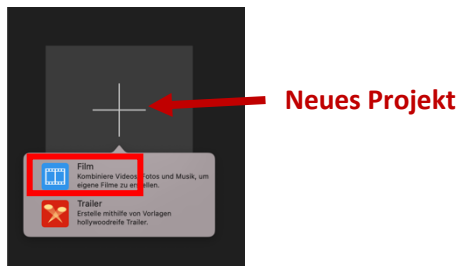 Neues Projekt
Film
Kombiniere Videos, Fotos und Musik, um
eigene Filme zu erstellen.
Trailer
Erstelle mithilfe von Vorlagen
hollywoodreife Trailer.